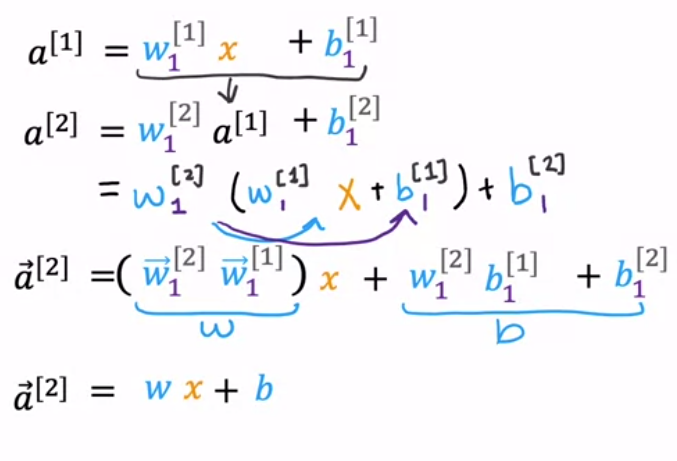 a^{[1]} = w_1^{[1]} x + b_1^{[1]}
↓
a^{[2]} = w_1^{[2]} a^{[1]} + b_1^{[2]}
= w_1^{[2]} (w_1^{[1]} x + b_1^{[1]}) + b_1^{[2]}
\vec{a}^{[2]} = (\vec{w}_1^{[2]} \vec{w}_1^{[1]}) x + w_1^{[2]} b_1^{[1]} + b_1^{[2]}
w b
\vec{a}^{[2]} = w x + b